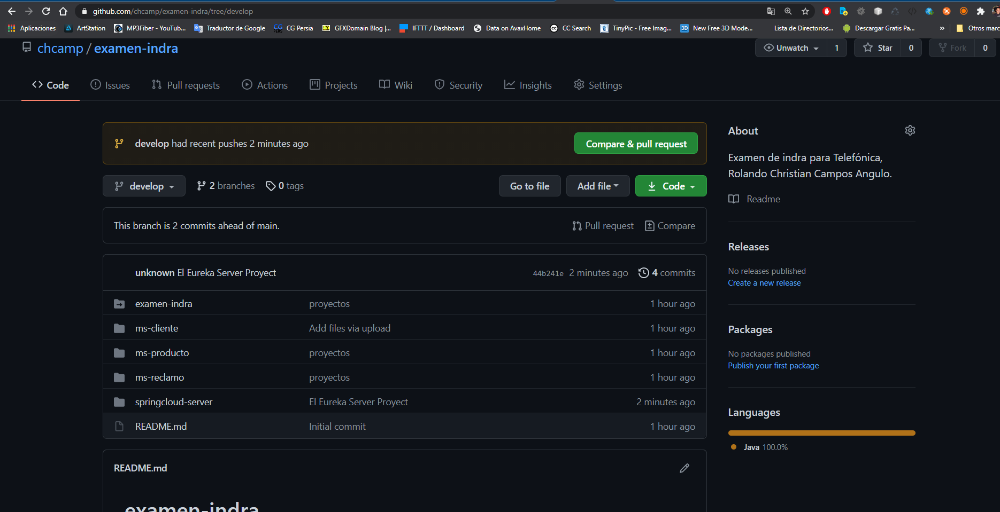 github.com/chcamp/examen-indra/tree/develop
Aplicaciones ArtStation MP3Fiber - YouTub... Traductor de Google CG Persia GFXDomain Blog |... IFTTT / Dashboard Data on AvaxHome CC Search TinyPic - Free Imag... New Free 3D Mode... Lista de Directorios... Descargar Gratis Pa... » Otros marc
chcamp / examen-indra
Unwatch 1 Star 0 Fork 0
Code Issues Pull requests Actions Projects Wiki Security Insights Settings
develop had recent pushes 2 minutes ago
Compare & pull request
develop 2 branches 0 tags
Go to file Add file Code
This branch is 2 commits ahead of main.
Pull request Compare
unknown El Eureka Server Proyect 44b241e 2 minutes ago 4 commits
examen-indra proyectos 1 hour ago
ms-cliente Add files via upload 1 hour ago
ms-producto proyectos 1 hour ago
ms-reclamo proyectos 1 hour ago
springcloud-server El Eureka Server Proyect 2 minutes ago
README.md Initial commit 1 hour ago
README.md
examen-indra
About
Examen de indra para Telefónica,
Rolando Christian Campos Angulo.
Readme
Releases
No releases published
Create a new release
Packages
No packages published
Publish your first package
Languages
Java 100.0%